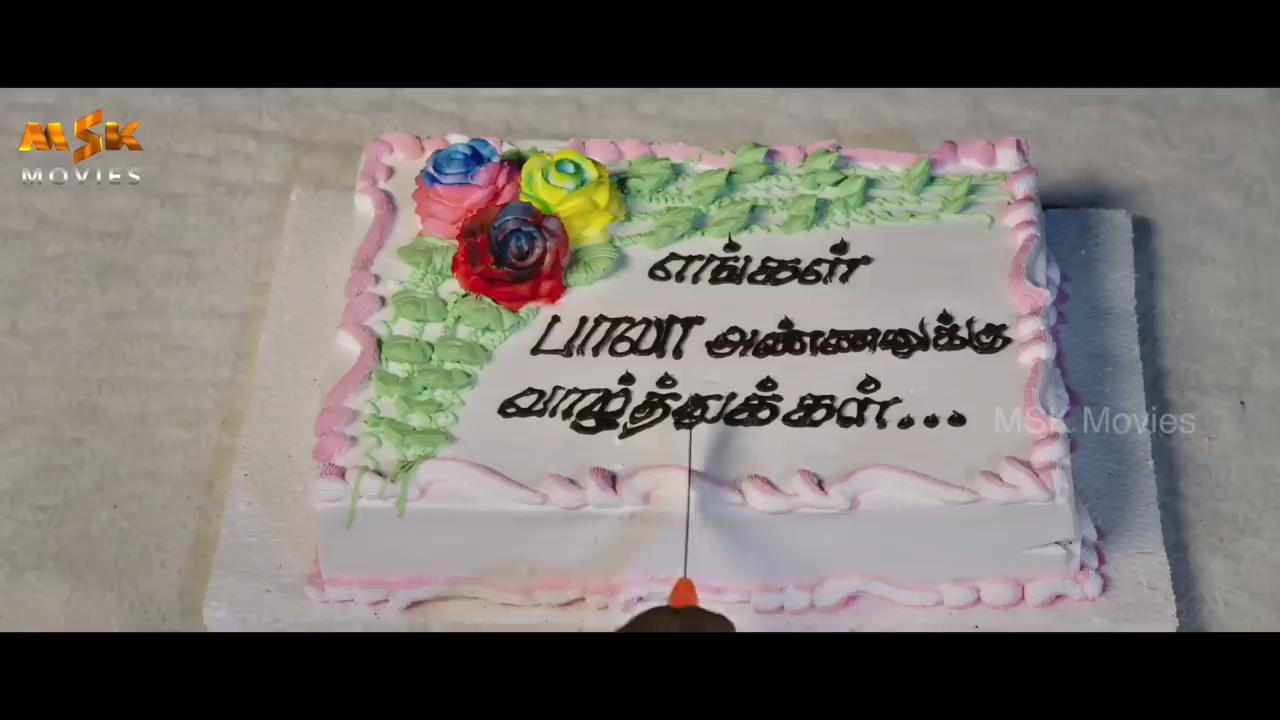 MSK
MOVIES
எங்கள்
பாலா அண்ணனுக்கு
வாழ்த்துக்கள்...
MSK Movies